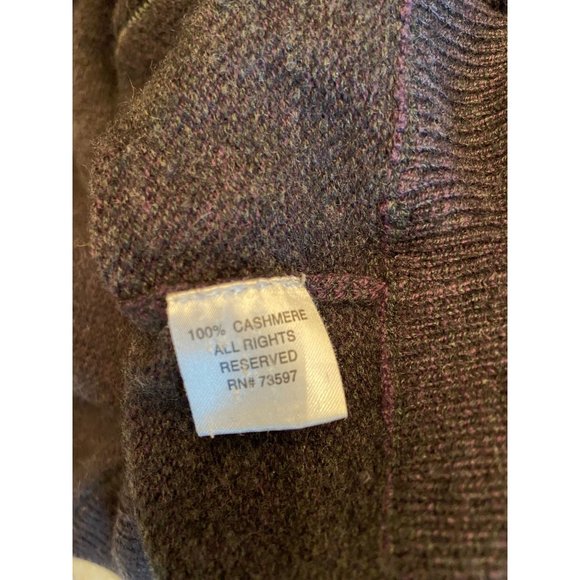 100% CASHMERE
ALL RIGHTS
RESERVED
RN# 73597